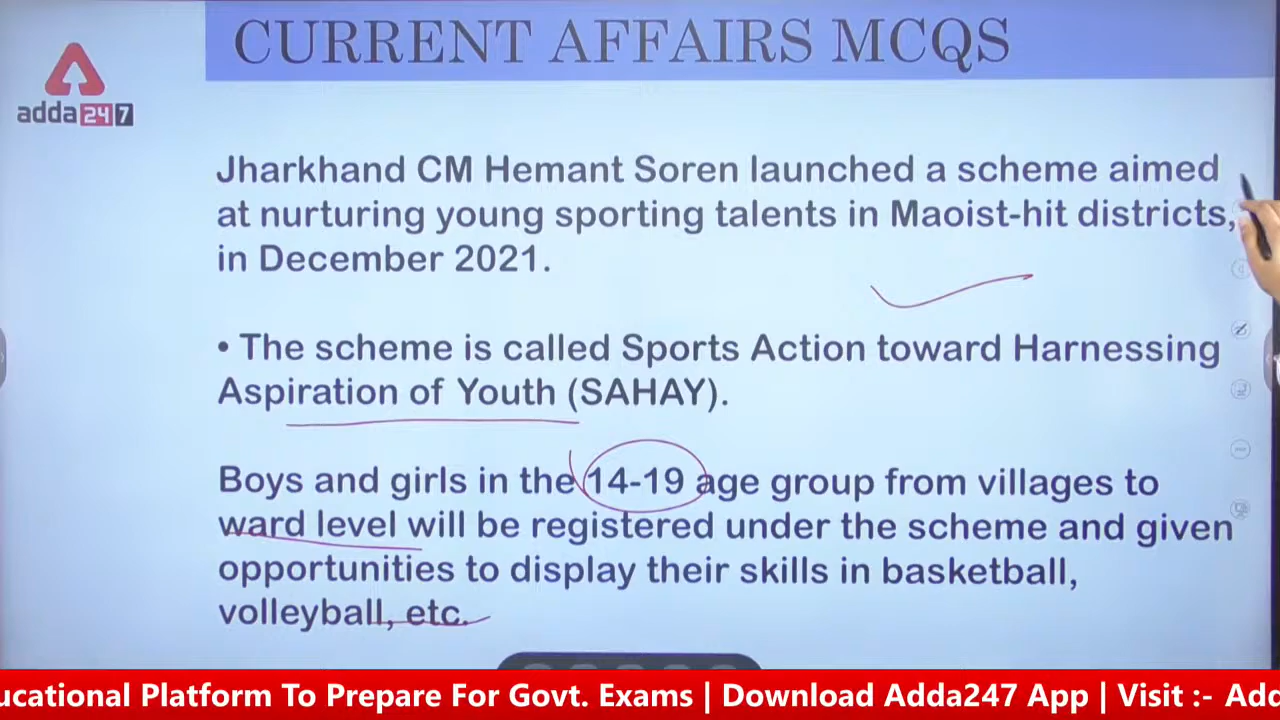 CURRENT AFFAIRS MCQS
adda247
Jharkhand CM Hemant Soren launched a scheme aimed
at nurturing young sporting talents in Maoist-hit districts,
in December 2021.
• The scheme is called Sports Action toward Harnessing
Aspiration of Youth (SAHAY).
Boys and girls in the 14-19 age group from villages to
ward level will be registered under the scheme and given
opportunities to display their skills in basketball,
volleyball, etc.
ucational Platform To Prepare For Govt. Exams | Download Adda247 App | Visit :- Add